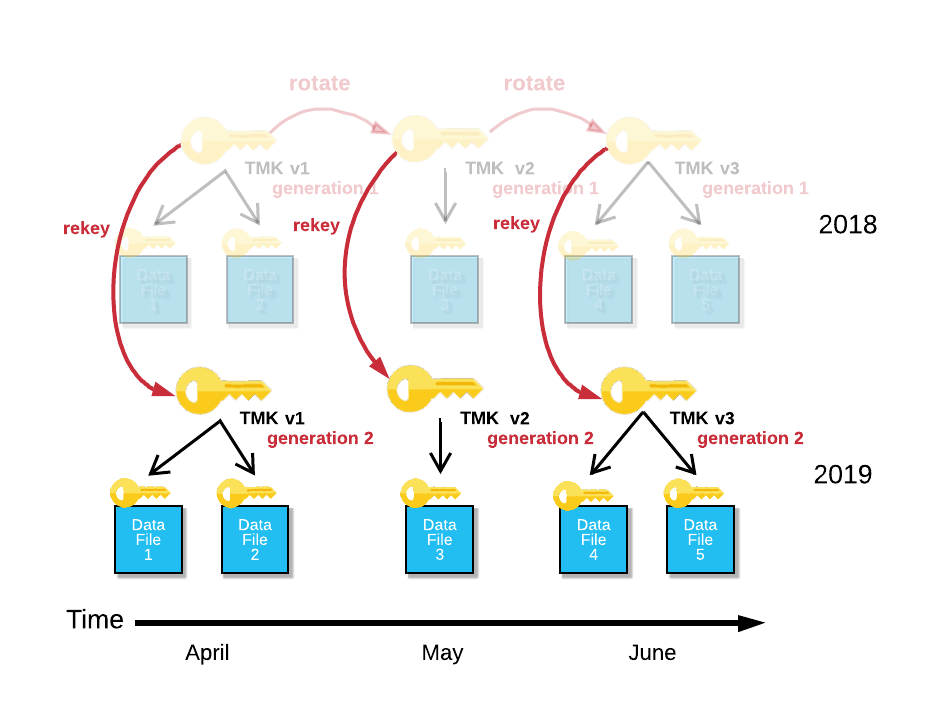 rotate
rotate
TMK v1
generation 1
TMK v2
generation 1
TMK v3
generation 1
rekey
rekey
rekey
2018
Data
File
1
Data
File
2
Data
File
3
Data
File
4
Data
File
5
TMK v1
generation 2
TMK v2
generation 2
TMK v3
generation 2
2019
Data
File
1
Data
File
2
Data
File
3
Data
File
4
Data
File
5
Time
April
May
June